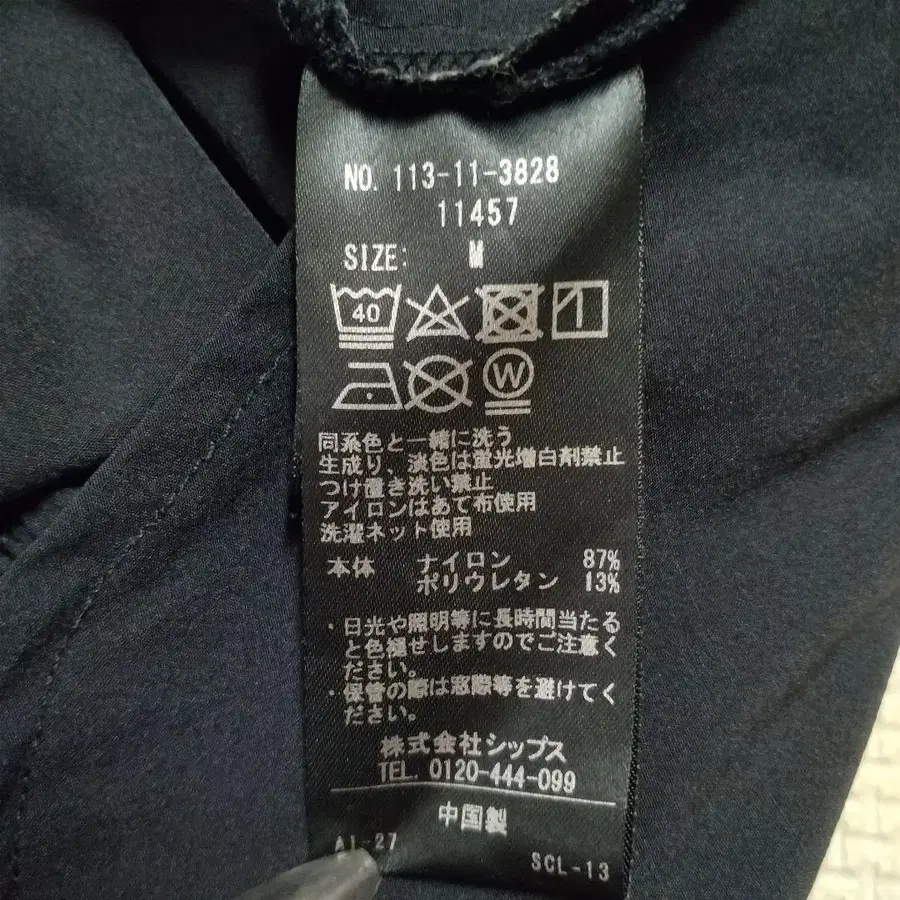 NO. 113-11-3828
11457
SIZE: M
40
W
同系色と一緒に洗う
生成り、淡色は蛍光増白剤禁止
つけ置き洗い禁止
アイロンはあて布使用
洗濯ネット使用
本体 ナイロン 87%
ポリウレタン 13%
・日光や照明等に長時間当たる
と色褪せしますのでご注意く
ださい。
・保管の際は窓際等を避けてく
ださい。
株式会社シップス
TEL. 0120-444-099
中国製
AI-27
SCL-13